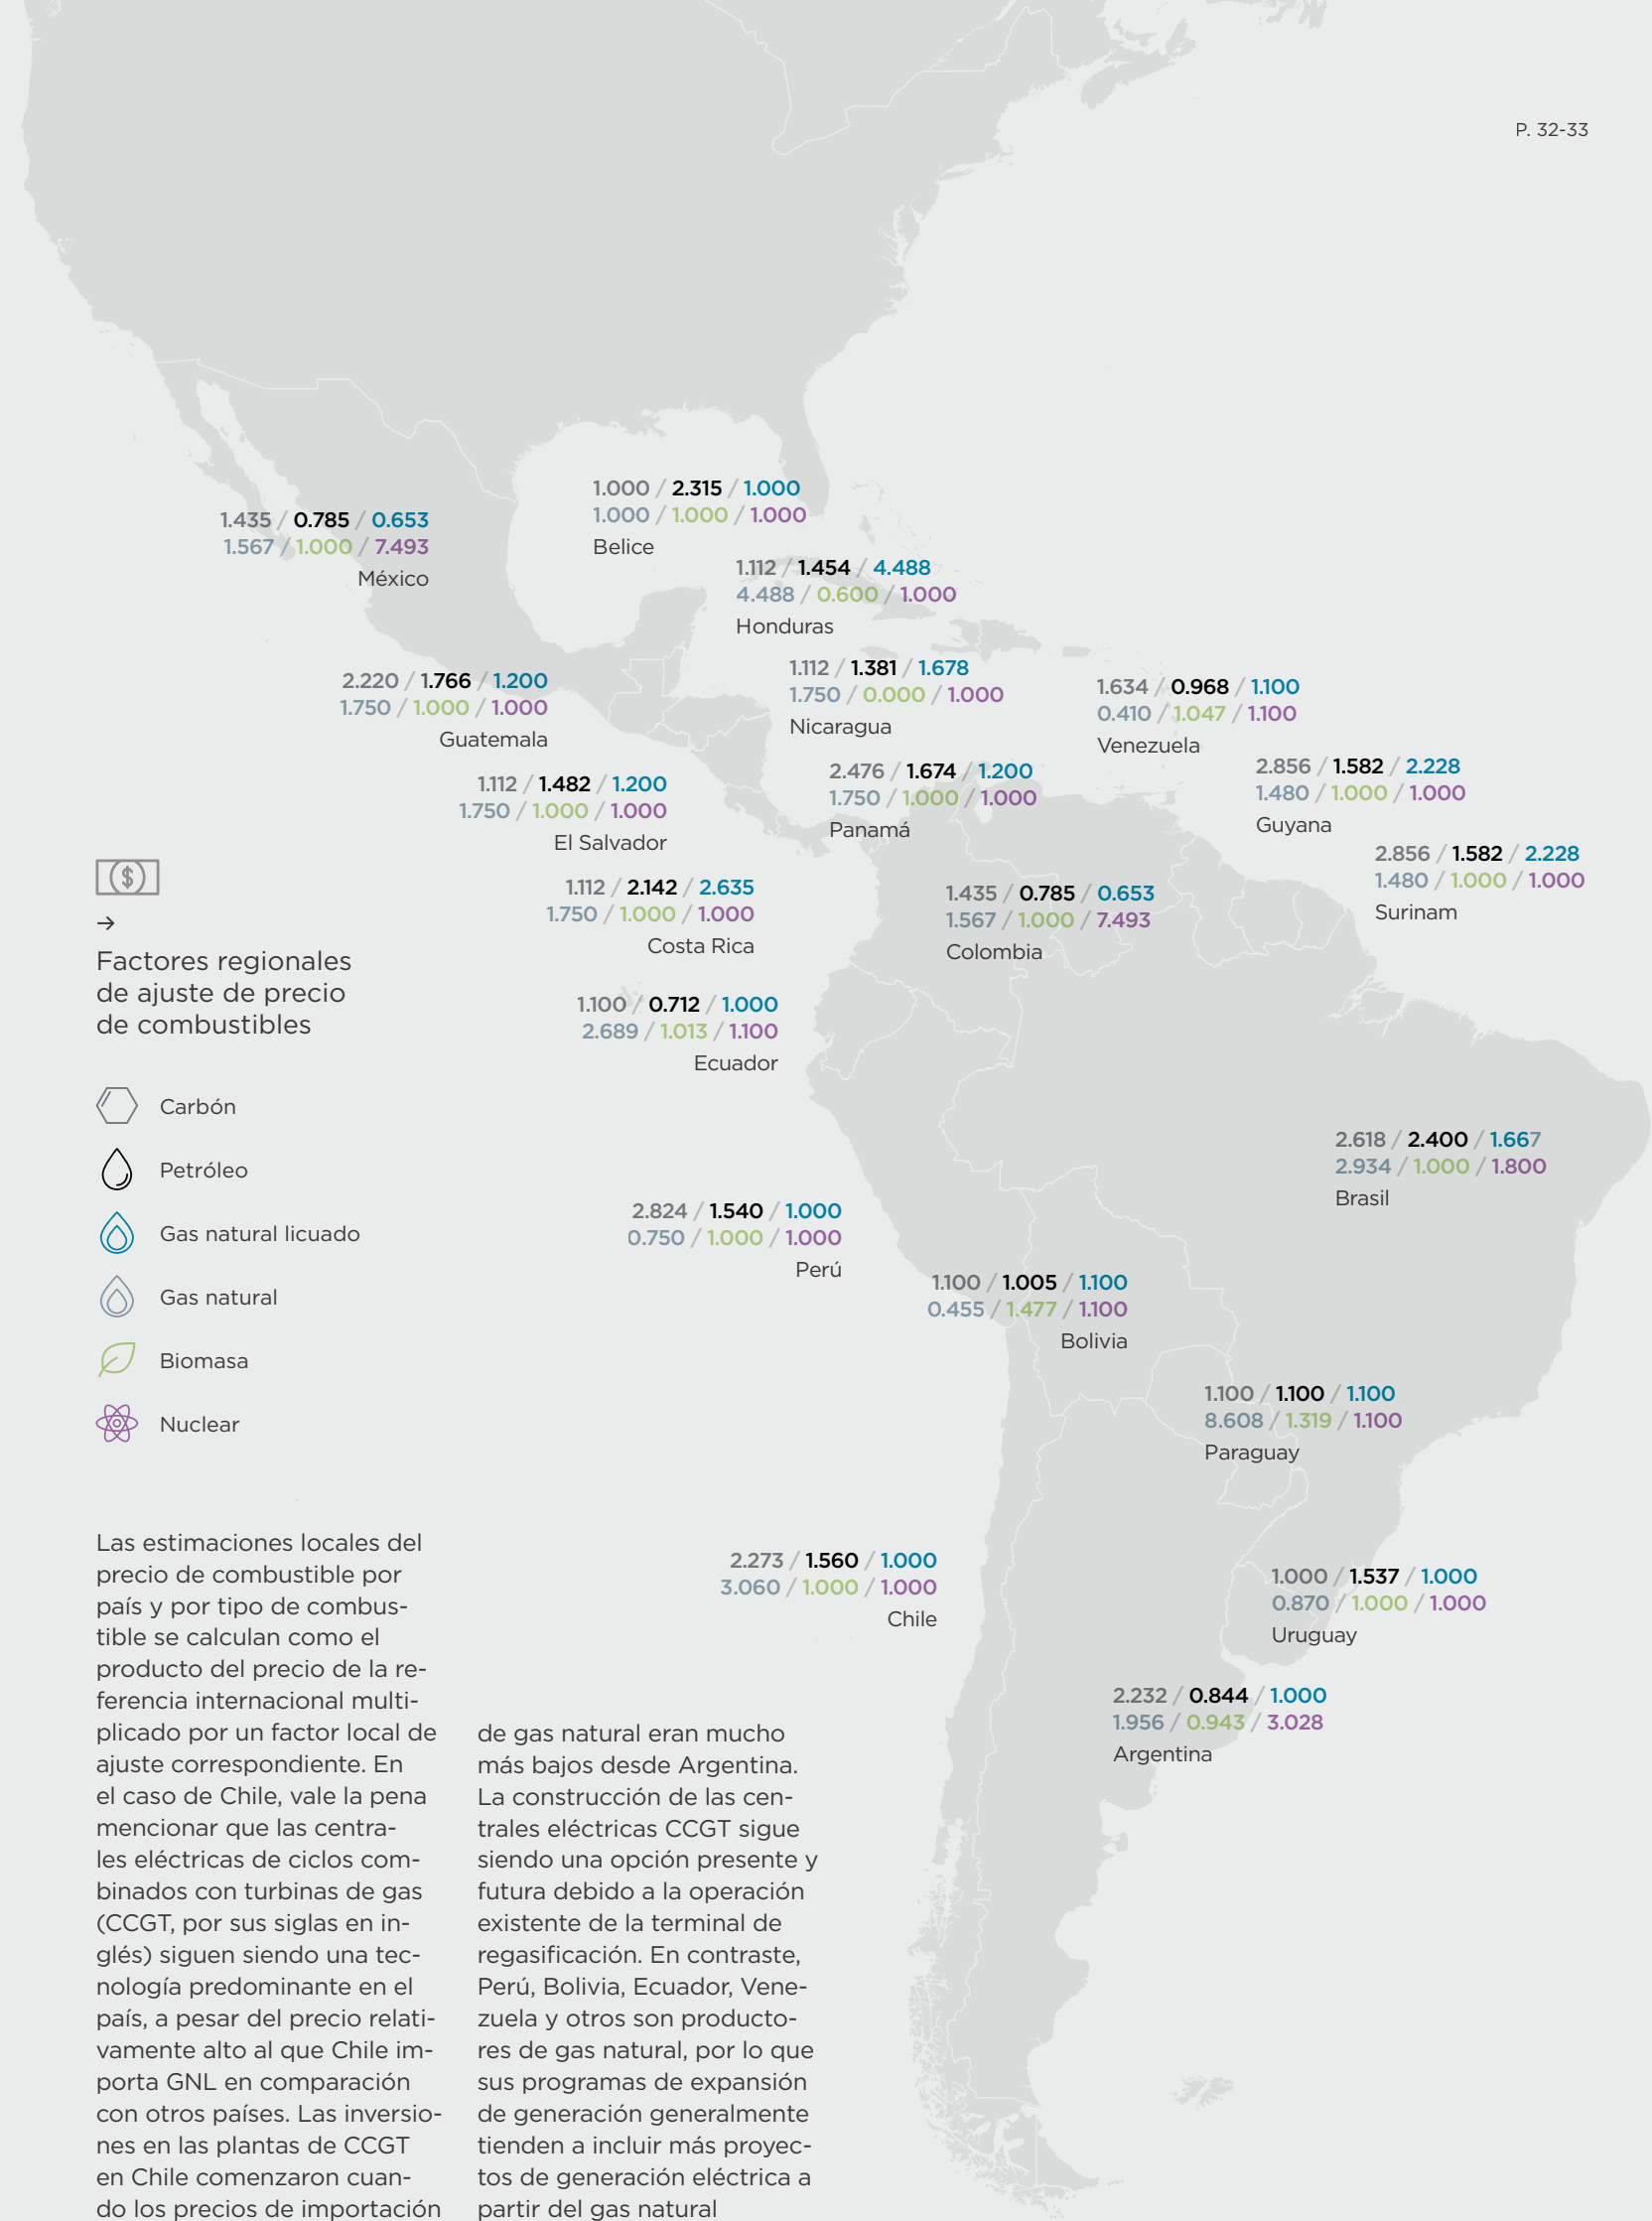 P. 32-33
1.000 / 2.315 / 1.000
1.000 / 1.000 / 1.000
Belice
1.435 / 0.785 / 0.653
1.567 / 1.000 / 7.493
México
1.112 / 1.454 / 4.488
4.488 / 0.600 / 1.000
Honduras
1.112 / 1.381 / 1.678
1.750 / 0.000 / 1.000
Nicaragua
2.220 / 1.766 / 1.200
1.750 / 1.000 / 1.000
Guatemala
1.634 / 0.968 / 1.100
0.410 / 1.047 / 1.100
Venezuela
2.476 / 1.674 / 1.200
1.750 / 1.000 / 1.000
Panamá
2.856 / 1.582 / 2.228
1.480 / 1.000 / 1.000
Guyana
1.112 / 1.482 / 1.200
1.750 / 1.000 / 1.000
El Salvador
2.856 / 1.582 / 2.228
1.480 / 1.000 / 1.000
Surinam
1.112 / 2.142 / 2.635
1.750 / 1.000 / 1.000
Costa Rica
1.435 / 0.785 / 0.653
1.567 / 1.000 / 7.493
Colombia
1.100 / 0.712 / 1.000
2.689 / 1.013 / 1.100
Ecuador
2.618 / 2.400 / 1.667
2.934 / 1.000 / 1.800
Brasil
2.824 / 1.540 / 1.000
0.750 / 1.000 / 1.000
Perú
1.100 / 1.005 / 1.100
0.455 / 1.477 / 1.100
Bolivia
1.100 / 1.100 / 1.100
8.608 / 1.319 / 1.100
Paraguay
2.273 / 1.560 / 1.000
3.060 / 1.000 / 1.000
Chile
1.000 / 1.537 / 1.000
0.870 / 1.000 / 1.000
Uruguay
2.232 / 0.844 / 1.000
1.956 / 0.943 / 3.028
Argentina
$
→
Factores regionales
de ajuste de precio
de combustibles
Carbón
Petróleo
Gas natural licuado
Gas natural
Biomasa
Nuclear
Las estimaciones locales del
precio de combustible por
país y por tipo de combus-
tible se calculan como el
producto del precio de la re-
ferencia internacional multi-
plicado por un factor local de
ajuste correspondiente. En
el caso de Chile, vale la pena
mencionar que las centra-
les eléctricas de ciclos com-
binados con turbinas de gas
(CCGT, por sus siglas en in-
glés) siguen siendo una tec-
nología predominante en el
país, a pesar del precio relati-
vamente alto al que Chile im-
porta GNL en comparación
con otros países. Las inversio-
nes en las plantas de CCGT
en Chile comenzaron cuan-
do los precios de importación
de gas natural eran mucho
más bajos desde Argentina.
La construcción de las cen-
trales eléctricas CCGT sigue
siendo una opción presente y
futura debido a la operación
existente de la terminal de
regasificación. En contraste,
Perú, Bolivia, Ecuador, Vene-
zuela y otros son producto-
res de gas natural, por lo que
sus programas de expansión
de generación generalmente
tienden a incluir más proyec-
tos de generación eléctrica a
partir del gas natural